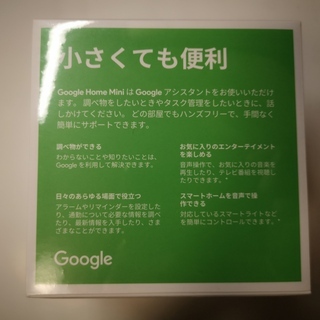 小さくても便利
Google Home Mini は Google アシスタントをお使いいただけ
ます。 調べ物をしたいときやタスク管理をしたいときに、話
しかけてください。 どの部屋でもハンズフリーで、手間なく
簡単にサポートできます。
調べ物ができる
わからないことや知りたいことは、
Google を利用して解決できます。
お気に入りのエンターテイメント
を楽しめる
音声操作で、お気に入りの音楽を
再生したり、テレビ番組を視聴し
たりできます。*
日々のあらゆる場面で役立つ
アラームやリマインダーを設定した
り、通勤について必要な情報を調べ
たり、最新情報を入手したり、さま
ざまなことができます。
スマートホームを音声で操
作できる
対応しているスマートライトなど
を簡単にコントロールできます。*
Google